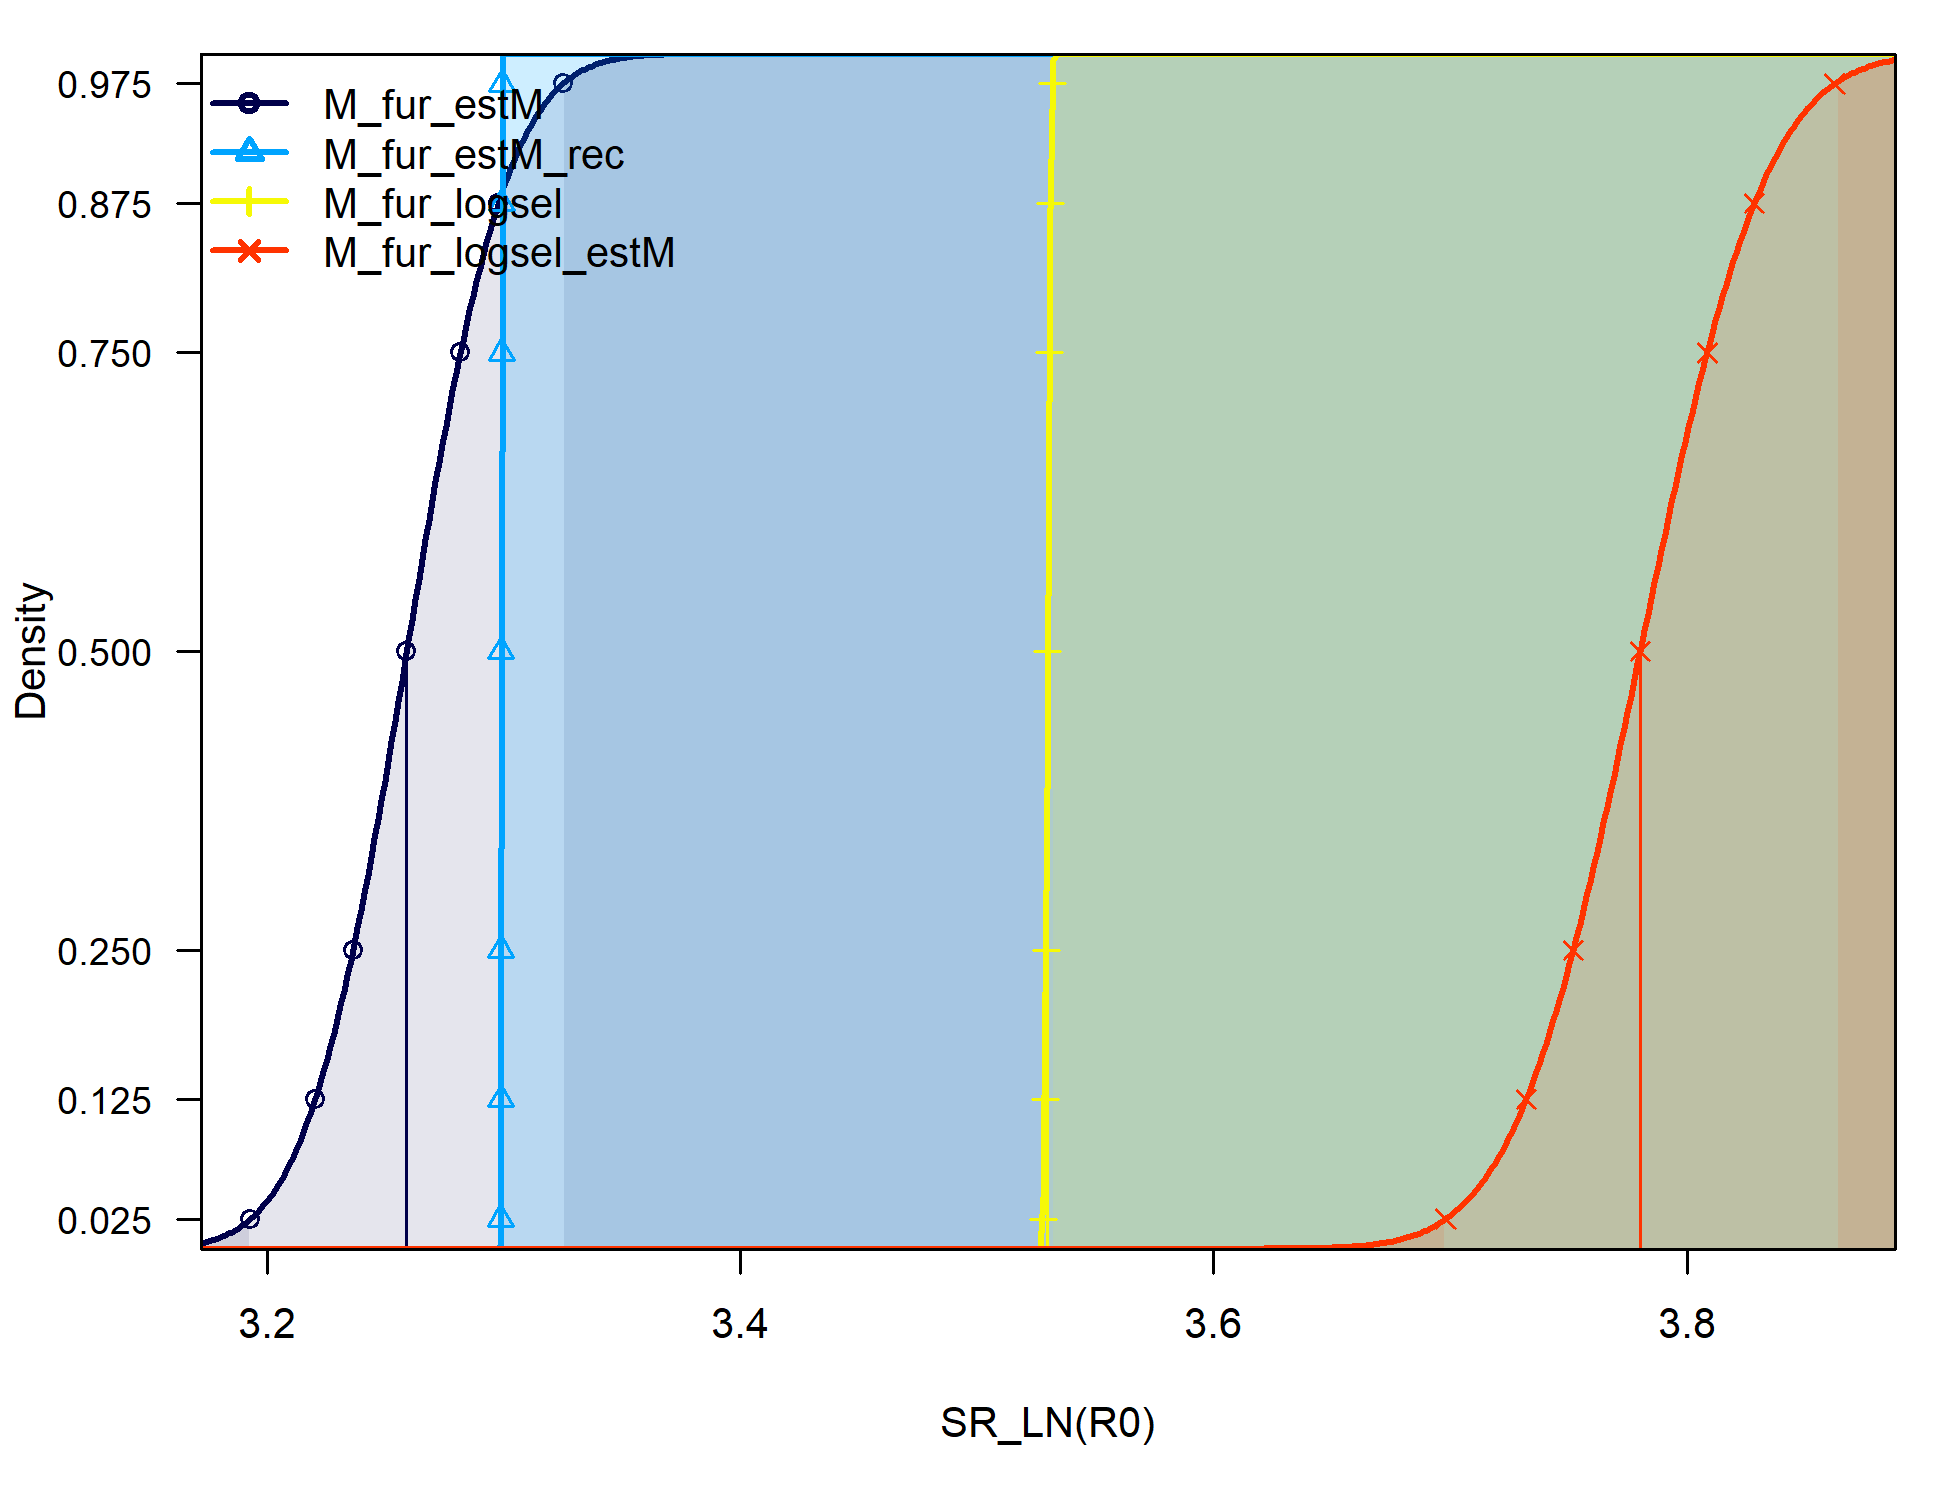 M_fur_estM
M_fur_estM_rec
M_fur_logsel
M_fur_logsel_estM
Density
0.975
0.875
0.750
0.500
0.250
0.125
0.025
3.2 3.4 3.6 3.8
SR_LN(R0)